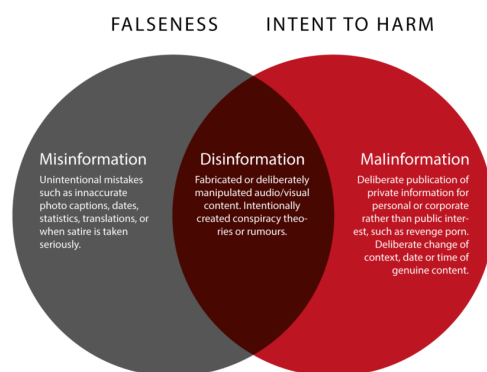 FALSENESS
INTENT TO HARM
Misinformation
Unintentional mistakes
such as innaccurate
photo captions, dates,
statistics, translations, or
when satire is taken
seriously.
Disinformation
Fabricated or deliberately
manipulated audio/visual
content. Intentionally
created conspiracy theo-
ries or rumours.
Malinformation
Deliberate publication of
private information for
personal or corporate
rather than public inter-
est, such as revenge porn.
Deliberate change of
context, date or time of
genuine content.